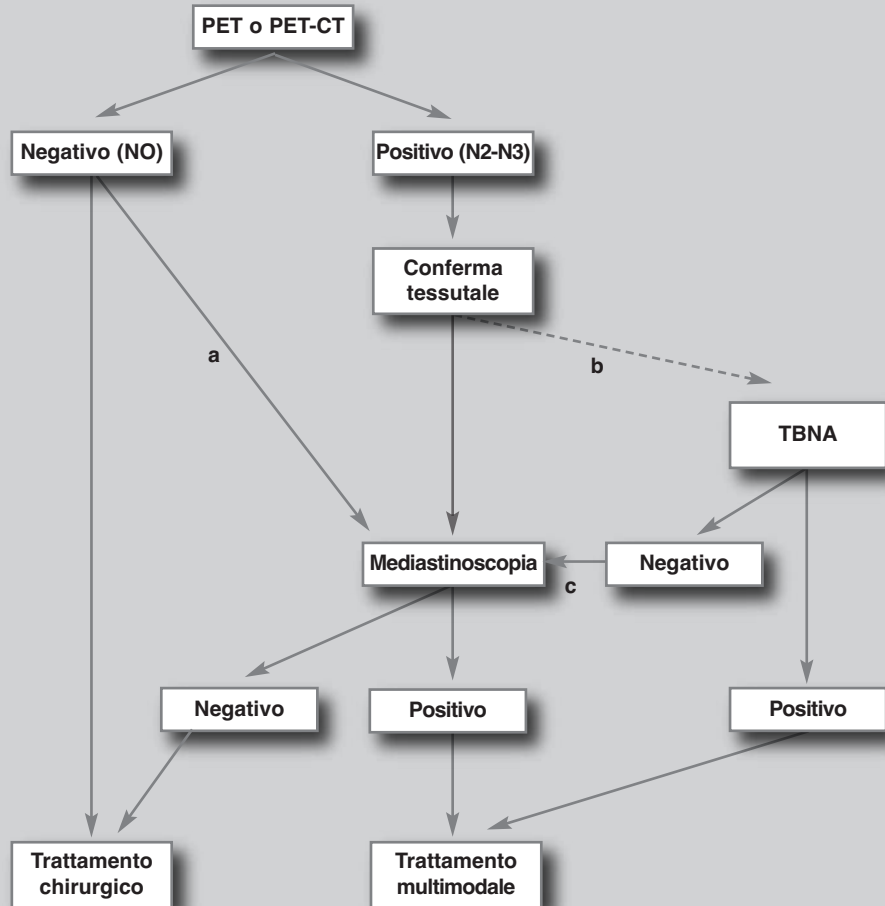 PET o PET-CT
Negativo (NO)
Positivo (N2-N3)
Conferma
tessutale
a
b
TBNA
Mediastinoscopia
c
Negativo
Negativo
Positivo
Positivo
Trattamento
chirurgico
Trattamento
multimodale